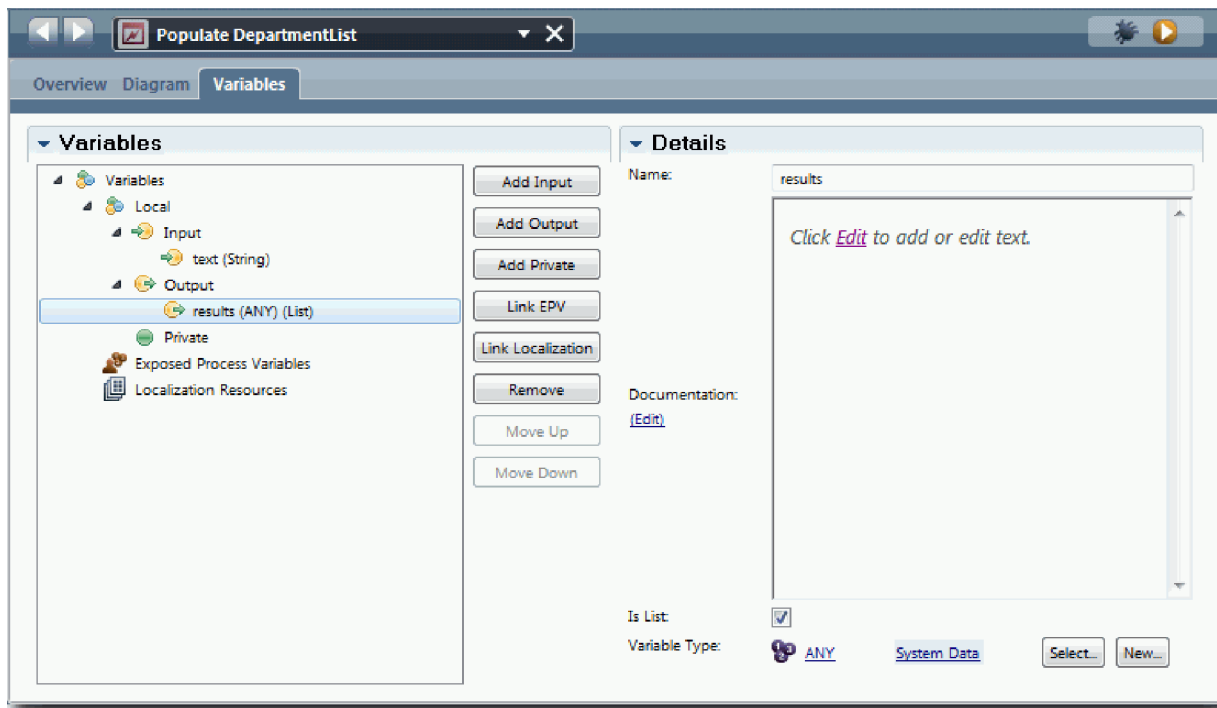 Populate DepartmentList
Overview Diagram Variables
Variables
Variables
Local
Input
text (String)
Output
results (ANY) (List)
Private
Exposed Process Variables
Localization Resources
Add Input
Add Output
Add Private
Link EPV
Link Localization
Remove
Move Up
Move Down
Details
Name: results
Click Edit to add or edit text.
Documentation:
(Edit)
Is List:
Variable Type: ANY System Data Select... New...